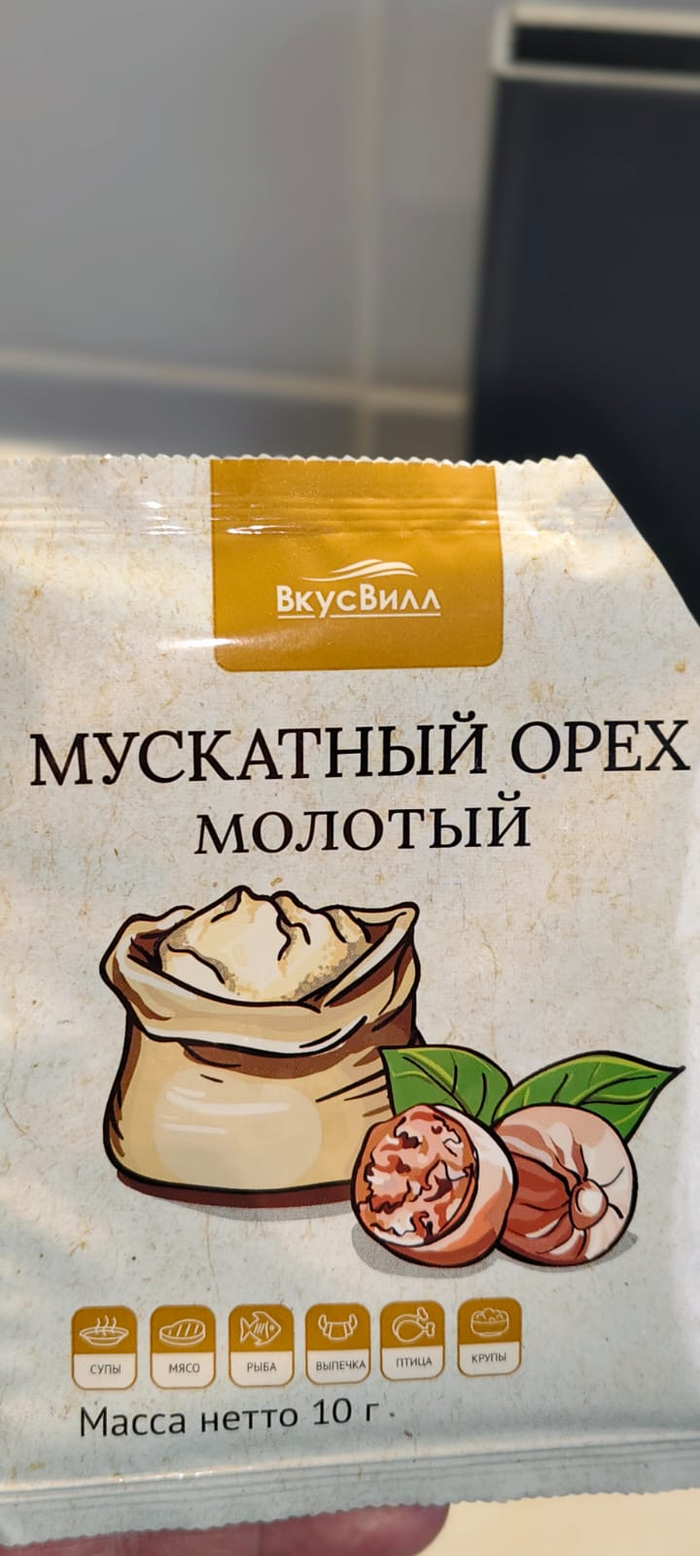 ВкусВилл
МУСКАТНЫЙ ОРЕХ
МОЛОТЫЙ
СУПЫ МЯСО РЫБА ВЫПЕЧКА ПТИЦА КРУПЫ
Масса нетто 10 г